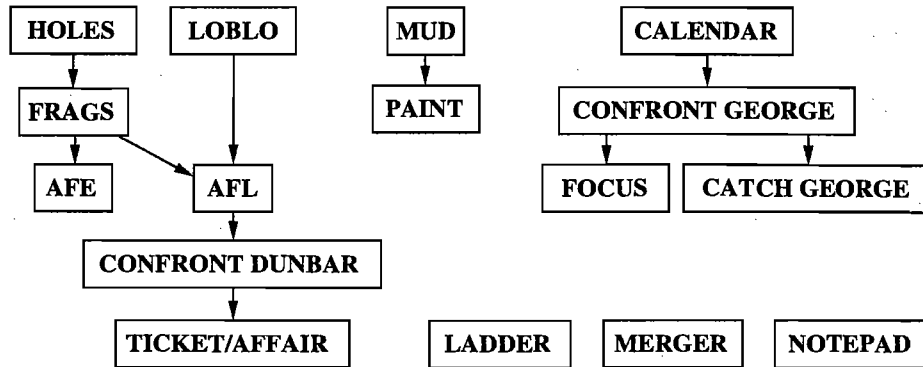 HOLES
LOBLO
MUD
CALENDAR
FRAGS
PAINT
CONFRONT GEORGE
AFE
AFL
FOCUS
CATCH GEORGE
CONFRONT DUNBAR
TICKET/AFFAIR
LADDER
MERGER
NOTEPAD